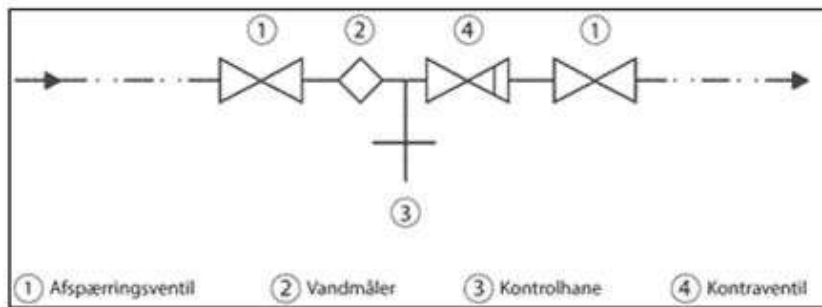 ① ② ④ ①
③
① Afspærringsventil ② Vandmåler ③ Kontrolhane ④ Kontraventil